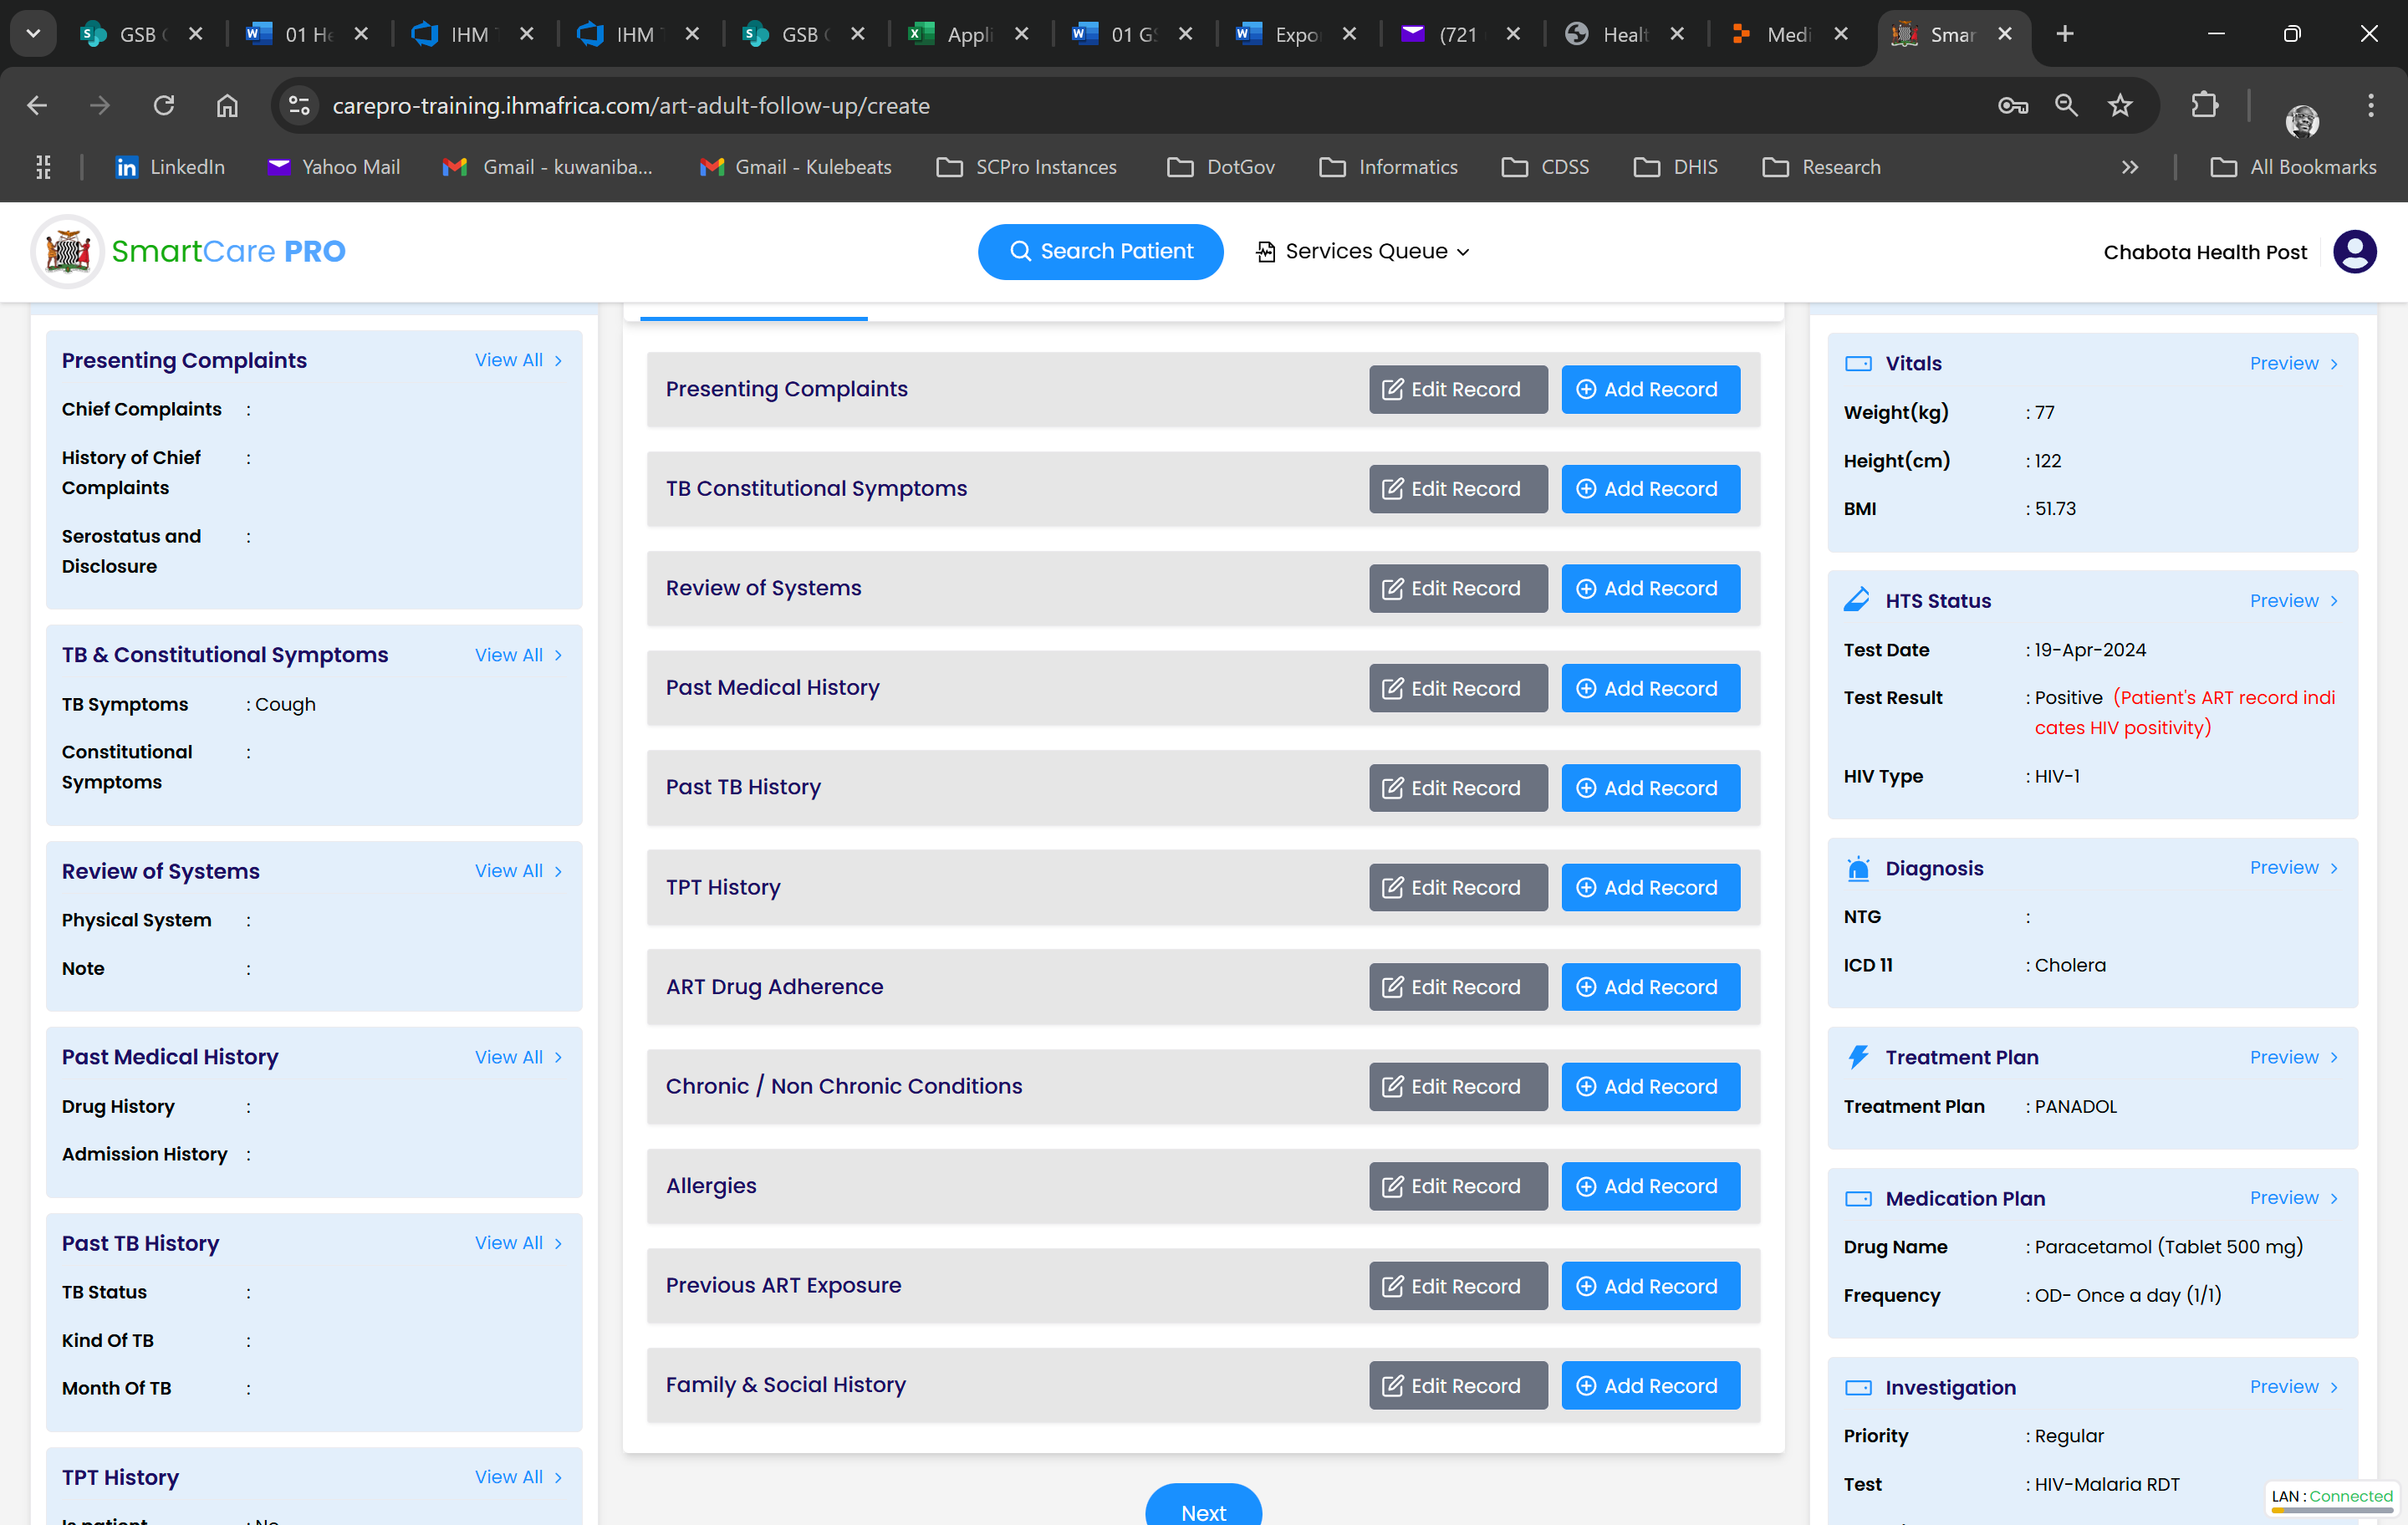 GSB
01 He
IHM
IHM
GSB
Appli
01 GS
Expo
(721
Healt
Medi
Smar
carepro-training.ihmafrica.com/art-adult-follow-up/create
LinkedIn
Yahoo Mail
Gmail - kuwaniba...
Gmail - Kulebeats
SCPro Instances
DotGov
Informatics
CDSS
DHIS
Research
All Bookmarks
SmartCare PRO
Search Patient
Services Queue
Chabota Health Post
Presenting Complaints View All
Chief Complaints :
History of Chief :
Complaints
Serostatus and :
Disclosure
TB & Constitutional Symptoms View All
TB Symptoms : Cough
Constitutional :
Symptoms
Review of Systems View All
Physical System :
Note :
Past Medical History View All
Drug History :
Admission History :
Past TB History View All
TB Status :
Kind Of TB :
Month Of TB :
TPT History View All
Is patient : No
Presenting Complaints Edit Record Add Record
TB Constitutional Symptoms Edit Record Add Record
Review of Systems Edit Record Add Record
Past Medical History Edit Record Add Record
Past TB History Edit Record Add Record
TPT History Edit Record Add Record
ART Drug Adherence Edit Record Add Record
Chronic / Non Chronic Conditions Edit Record Add Record
Allergies Edit Record Add Record
Previous ART Exposure Edit Record Add Record
Family & Social History Edit Record Add Record
Next
Vitals Preview
Weight(kg) : 77
Height(cm) : 122
BMI : 51.73
HTS Status Preview
Test Date : 19-Apr-2024
Test Result : Positive (Patient's ART record indi
cates HIV positivity)
HIV Type : HIV-1
Diagnosis Preview
NTG :
ICD 11 : Cholera
Treatment Plan Preview
Treatment Plan : PANADOL
Medication Plan Preview
Drug Name : Paracetamol (Tablet 500 mg)
Frequency : OD- Once a day (1/1)
Investigation Preview
Priority : Regular
Test : HIV-Malaria RDT
LAN : Connected